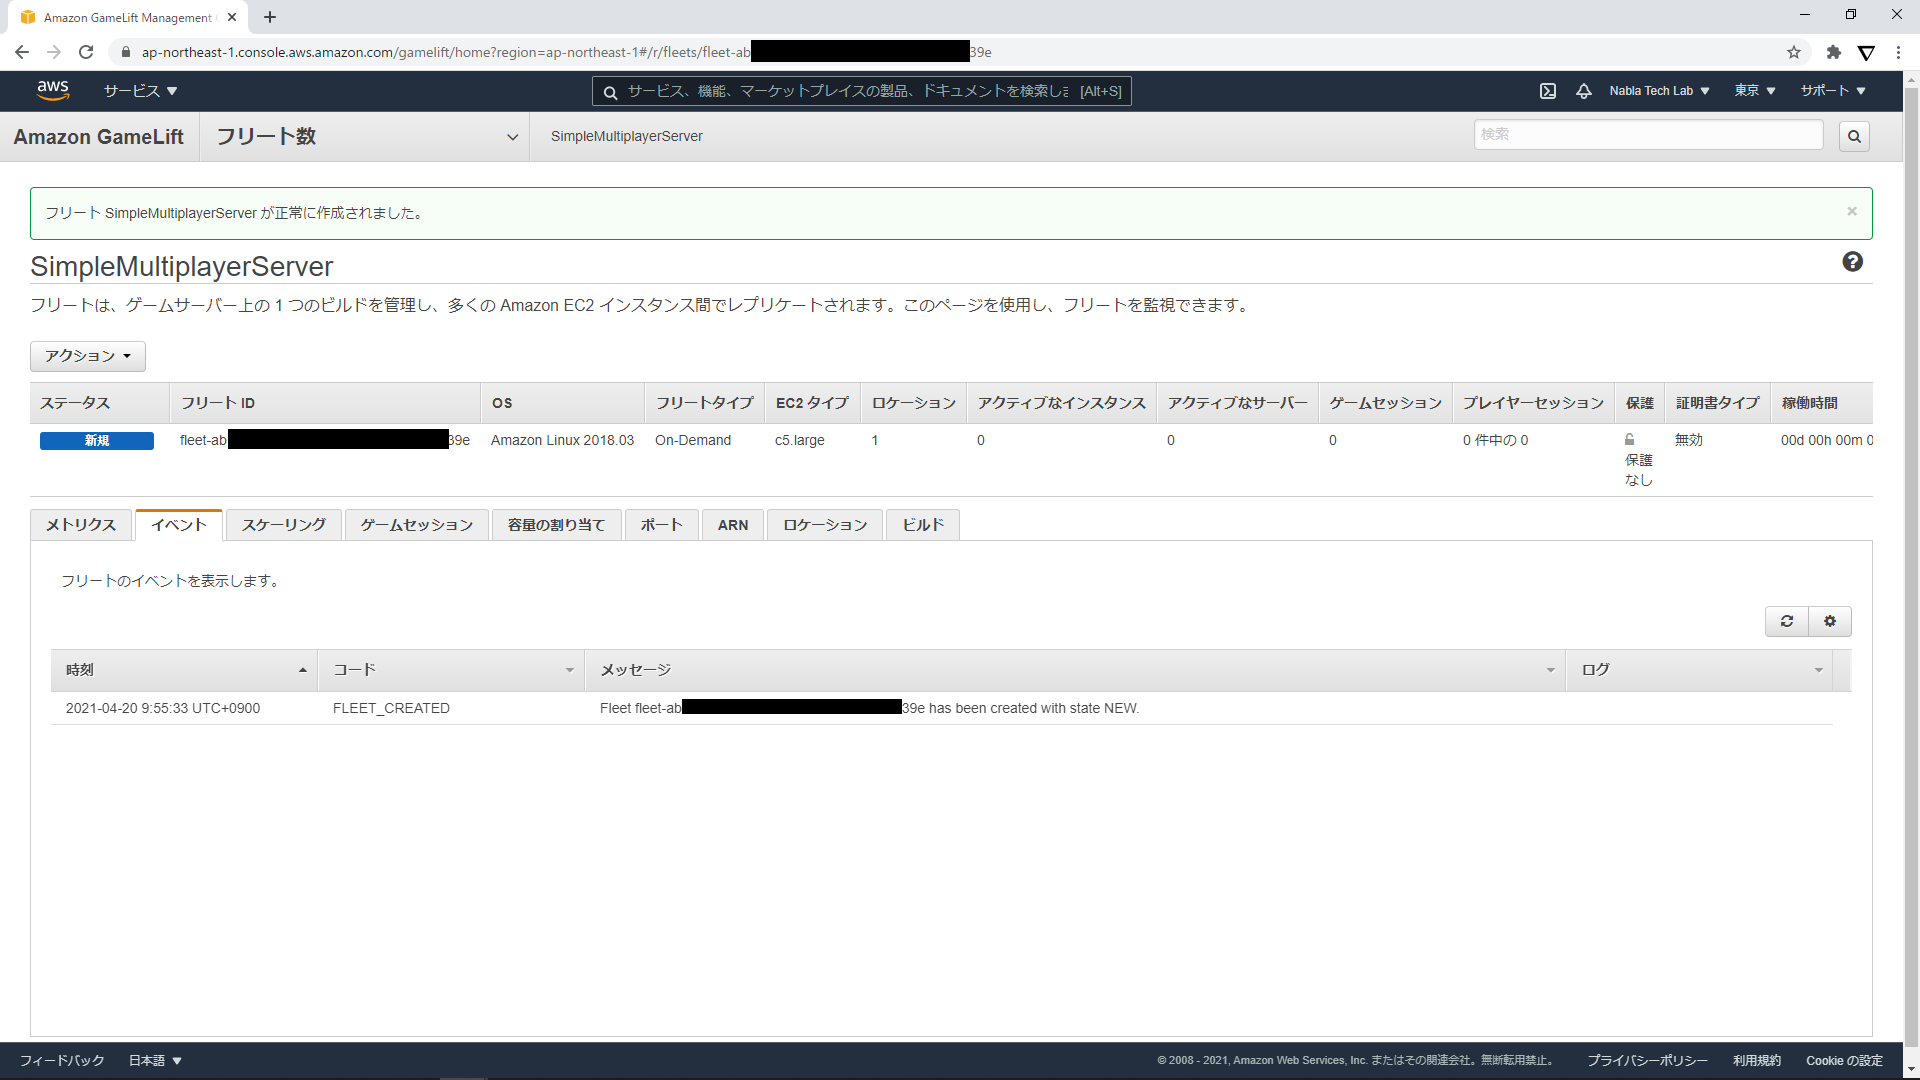 Amazon GameLift Management
ap-northeast-1.console.aws.amazon.com/gamelift/home?region=ap-northeast-1#/r/fleets/fleet-ab 39e
aws サービス サービス、機能、マーケットプレイスの製品、ドキュメントを検索しま [Alt+S] Nabla Tech Lab 東京 サポート
Amazon GameLift フリート数 SimpleMultiplayerServer 検索
フリート SimpleMultiplayerServer が正常に作成されました。
SimpleMultiplayerServer
フリートは、ゲームサーバー上の 1 つのビルドを管理し、多くの Amazon EC2 インスタンス間でレプリケートされます。このページを使用し、フリートを監視できます。
アクション
ステータス フリート ID OS フリートタイプ EC2 タイプ ロケーション アクティブなインスタンス アクティブなサーバー ゲームセッション プレイヤーセッション 保護 証明書タイプ 稼働時間
新規 fleet-ab 39e Amazon Linux 2018.03 On-Demand c5.large 1 0 0 0 0 件中の 0 無効 00d 00h 00m 0
保護
なし
メトリクス イベント スケーリング ゲームセッション 容量の割り当て ポート ARN ロケーション ビルド
フリートのイベントを表示します。
時刻 コード メッセージ ログ
2021-04-20 9:55:33 UTC+0900 FLEET_CREATED Fleet fleet-ab 39e has been created with state NEW.
フィードバック 日本語 © 2008 - 2021, Amazon Web Services, Inc. またはその関連会社。無断転用禁止。 プライバシーポリシー 利用規約 Cookie の設定